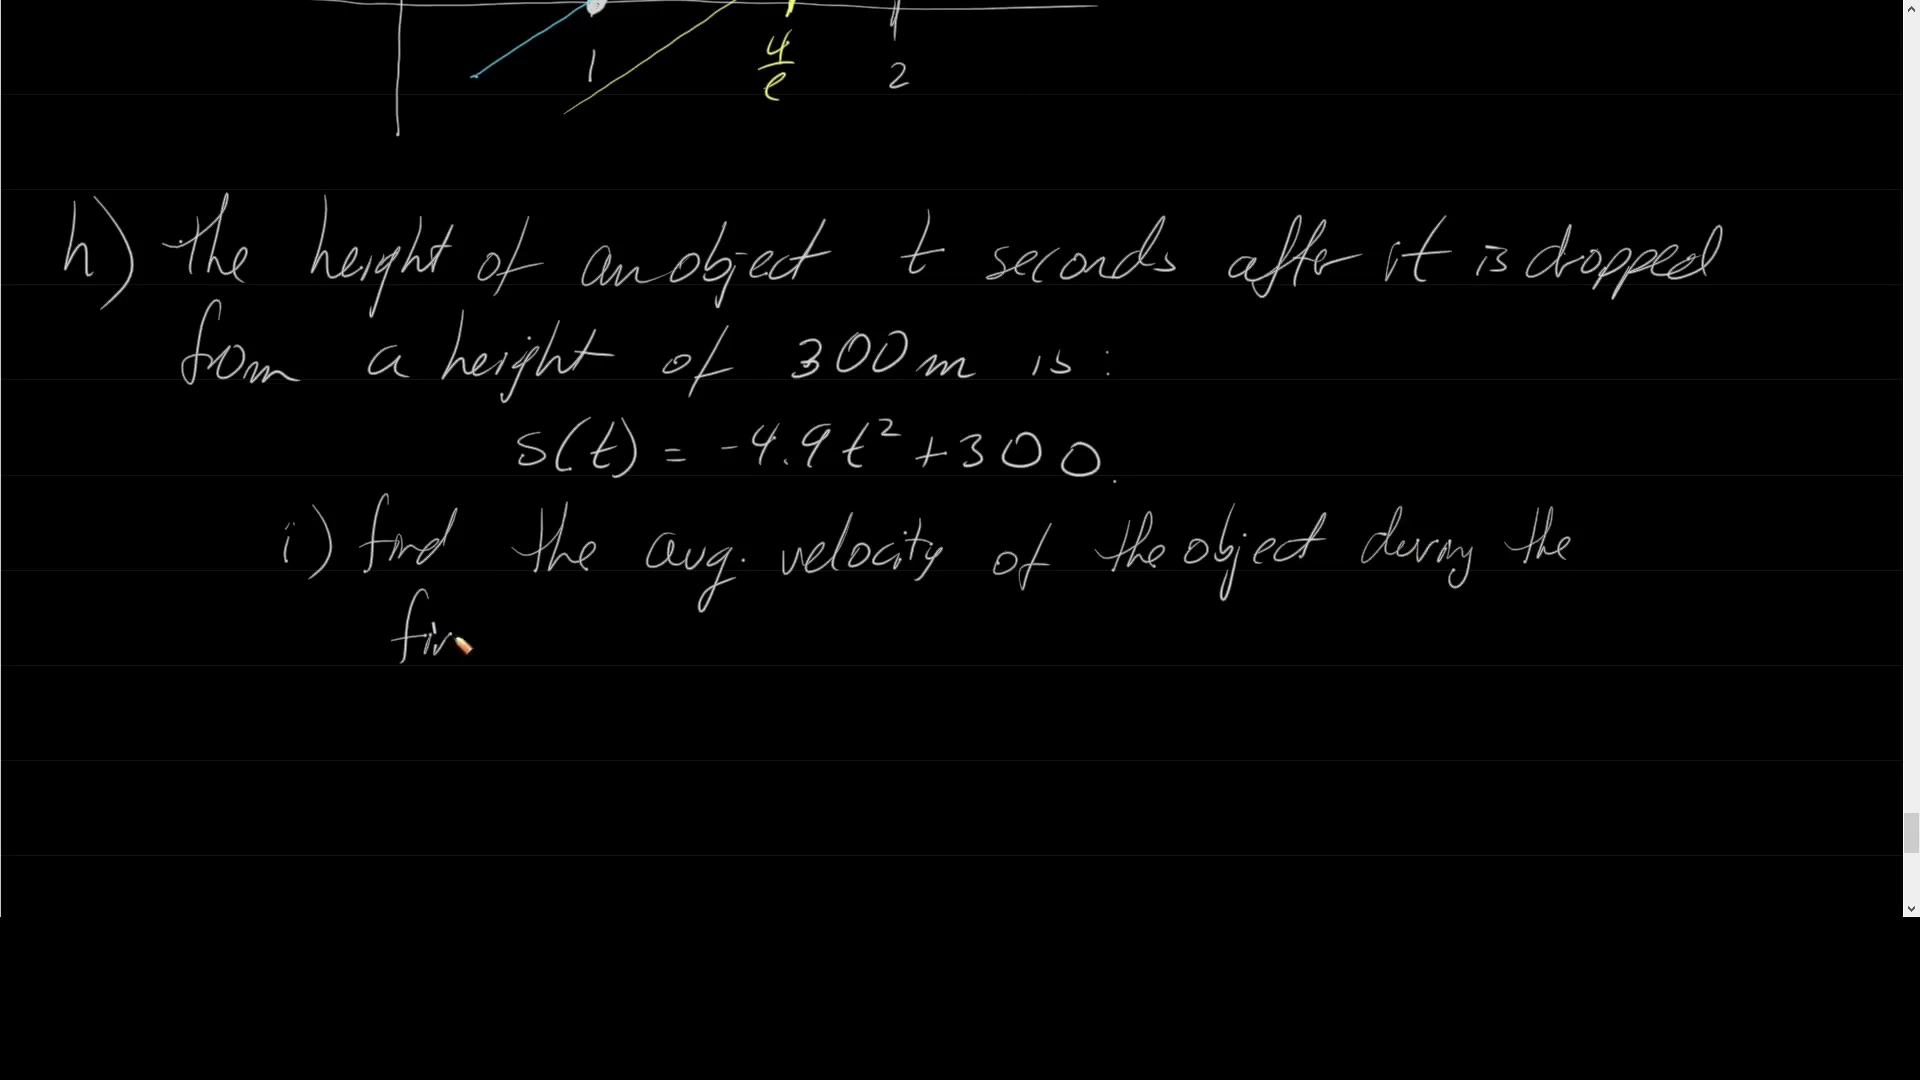 1
4
e
2
h) the height of an object t seconds after it is dropped
from a height of 300m is:
s(t) = -4.9t²+300.
i) find the avg. velocity of the object during the
fir